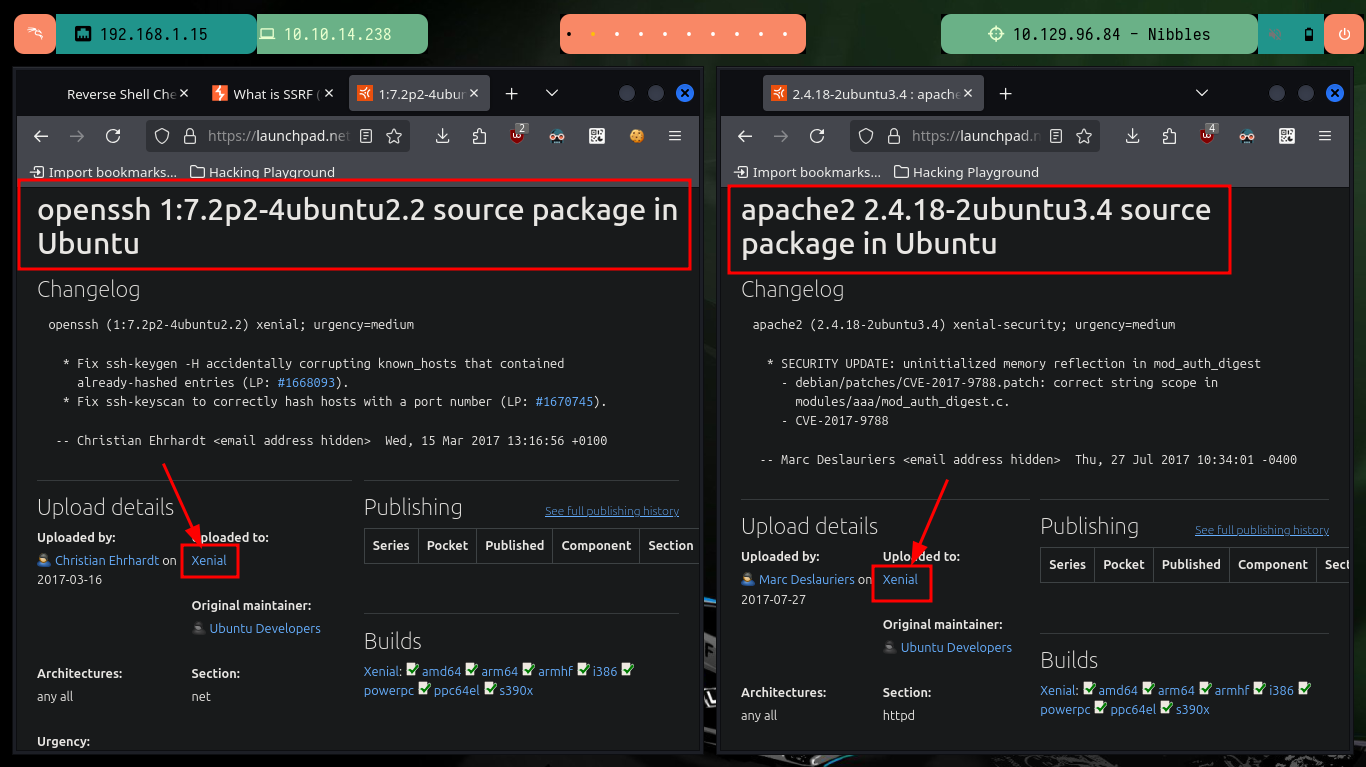 192.168.1.15
10.10.14.238
10.129.96.84 - Nibbles
Reverse Shell Che
What is SSRF (
1:7.2p2-4ubun
https://launchpad.net
2
Import bookmarks...
Hacking Playground
openssh 1:7.2p2-4ubuntu2.2 source package in
Ubuntu
Changelog
openssh (1:7.2p2-4ubuntu2.2) xenial; urgency=medium
* Fix ssh-keygen -H accidentally corrupting known_hosts that contained
already-hashed entries (LP: #1668093).
* Fix ssh-keyscan to correctly hash hosts with a port number (LP: #1670745).
-- Christian Ehrhardt <email address hidden>  Wed, 15 Mar 2017 13:16:56 +0100
Upload details
Uploaded by:
Christian Ehrhardt on
2017-03-16
Uploaded to:
Xenial
Original maintainer:
Ubuntu Developers
Architectures:
any all
Section:
net
Urgency:
Publishing
See full publishing history
Series Pocket Published Component Section
Builds
Xenial: amd64 arm64 armhf i386
powerpc ppc64el s390x
2.4.18-2ubuntu3.4 : apache
https://launchpad.n
4
Import bookmarks...
Hacking Playground
apache2 2.4.18-2ubuntu3.4 source
package in Ubuntu
Changelog
apache2 (2.4.18-2ubuntu3.4) xenial-security; urgency=medium
* SECURITY UPDATE: uninitialized memory reflection in mod_auth_digest
- debian/patches/CVE-2017-9788.patch: correct string scope in
modules/aaa/mod_auth_digest.c.
- CVE-2017-9788
-- Marc Deslauriers <email address hidden>  Thu, 27 Jul 2017 10:34:01 -0400
Upload details
Uploaded by:
Marc Deslauriers on
2017-07-27
Uploaded to:
Xenial
Original maintainer:
Ubuntu Developers
Architectures:
any all
Section:
httpd
Publishing
See full publishing history
Series Pocket Published Component Sect
Builds
Xenial: amd64 arm64 armhf i386
powerpc ppc64el s390x